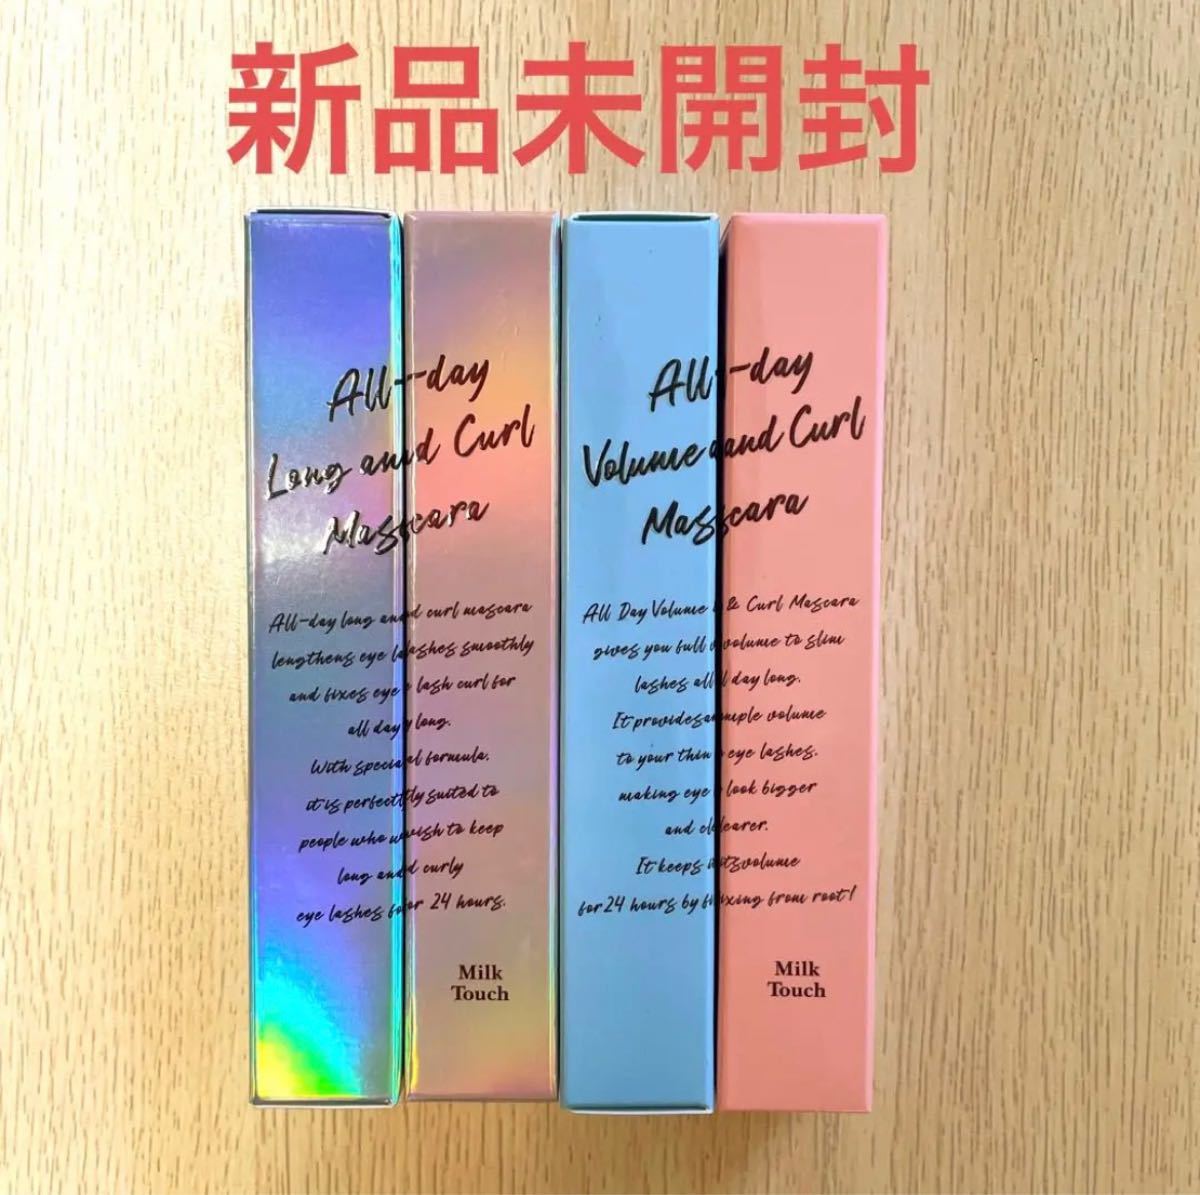 新品未開封
All-day
Long and Curl
Mascara
All-day long and curl mascara
lengthens eye lashes smoothly
and fixes eye lash curl for
all day long.
With special formula.
it is perfectly suited to
people who wish to keep
long and curly
eye lashes for 24 hours.
Milk
Touch
All-day
Volume and Curl
Mascara
All Day Volume & Curl Mascara
gives you full volume to slim
lashes all day long.
It provides ample volume
to your thin eye lashes.
making eye look bigger
and clearer.
It keeps its volume
for 24 hours by fixing from root!
Milk
Touch